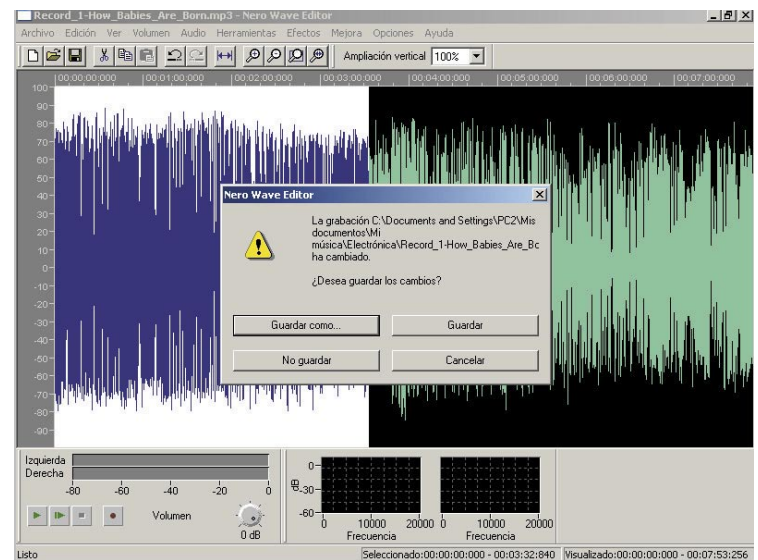 Record_1-How_Babies_Are_Born.mp3 - Nero Wave Editor
Archivo Edición Ver Volumen Audio Herramientas Efectos Mejora Opciones Ayuda
Ampliación vertical 100%
00:00:00:000 00:01:00:000 00:02:00:000 00:03:00:000 00:04:00:000 00:05:00:000 00:06:00:000 00:07:00:000
100
90
80
70
60
50
40
30
20
10
0
-10
-20
-30
-40
-50
-60
-70
-80
-90
Nero Wave Editor
La grabación C:\Documents and Settings\PC2\Mis
documentos\Mi
música\Electrónica\Record_1-How_Babies_Are_Bo
ha cambiado.
¿Desea guardar los cambios?
Guardar como... Guardar
No guardar Cancelar
Izquierda
Derecha
-80 -60 -40 -20 0
Volumen
0 dB
dB
0
-30
-60
0 10000 20000 0 10000 20000
Frecuencia Frecuencia
Listo Seleccionado:00:00:00:000 - 00:03:32:840 Visualizado:00:00:00:000 - 00:07:53:256